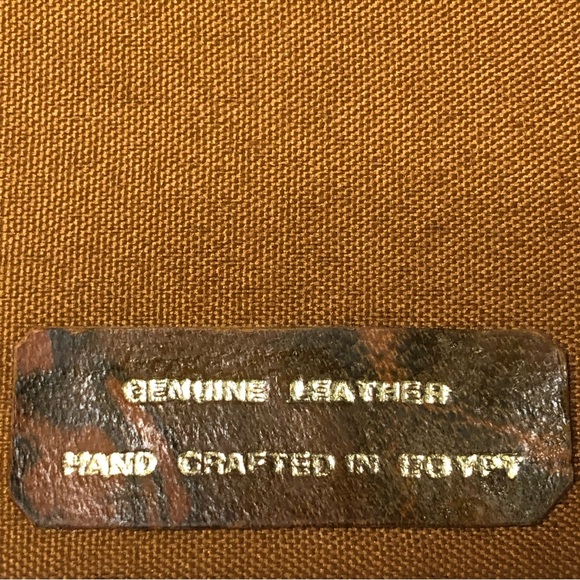 GENUINE LEATHER
HAND CRAFTED IN EGYPT